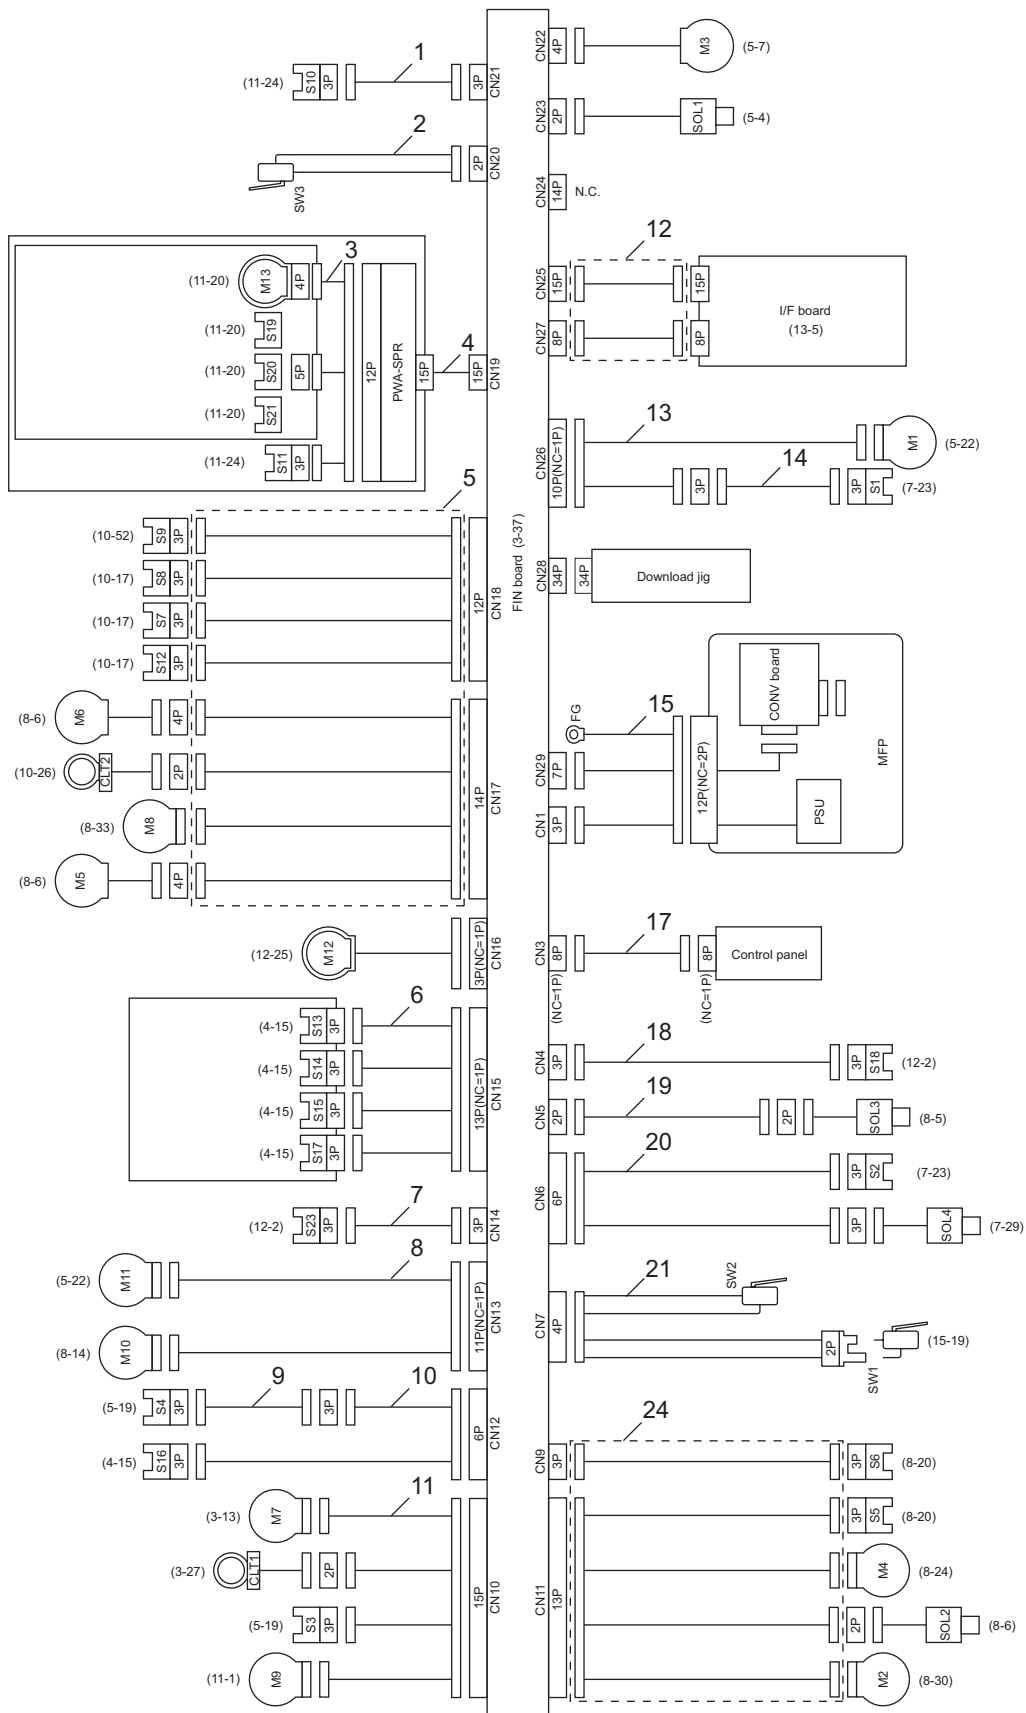 1
(11-24)
S10
3P
3P
CN21
2
SW3
2P
CN20
3
(11-20)
M13
4P
(11-20)
S19
(11-20)
S20
5P
(11-20)
S21
(11-24)
S11
3P
12P
PWA-SPR
15P
4
15P
CN19
5
(10-52)
S9
3P
(10-17)
S8
3P
(10-17)
S7
3P
(10-17)
S12
3P
12P
CN18
(8-6)
M6
4P
(10-26)
CLT2
2P
(8-33)
M8
(8-6)
M5
4P
14P
CN17
(12-25)
M12
3P(NC=1P)
CN16
6
(4-15)
S13
3P
(4-15)
S14
3P
(4-15)
S15
3P
(4-15)
S17
3P
13P(NC=1P)
CN15
7
(12-2)
S23
3P
3P
CN14
8
(5-22)
M11
(8-14)
M10
11P(NC=1P)
CN13
9
10
(5-19)
S4
3P
3P
(4-15)
S16
3P
6P
CN12
11
(3-13)
M7
(3-27)
CLT1
2P
(5-19)
S3
3P
(11-1)
M9
15P
CN10
FIN board (3-37)
CN22
4P
M3
(5-7)
CN23
2P
SOL1
(5-4)
CN24
14P
N.C.
12
CN25
15P
15P
CN27
8P
8P
I/F board
(13-5)
13
CN26
10P(NC=1P)
M1
(5-22)
14
3P
3P
S1
(7-23)
CN28
34P
34P
Download jig
15
FG
CN29
7P
CN1
3P
12P(NC=2P)
CONV board
PSU
MFP
17
CN3
8P
(NC=1P)
8P
(NC=1P)
Control panel
18
CN4
3P
3P
S18
(12-2)
19
CN5
2P
2P
SOL3
(8-5)
20
CN6
6P
3P
S2
(7-23)
3P
SOL4
(7-29)
21
CN7
4P
SW2
2P
SW1
(15-19)
24
CN9
3P
3P
S6
(8-20)
CN11
13P
3P
S5
(8-20)
M4
(8-24)
2P
SOL2
(8-6)
M2
(8-30)